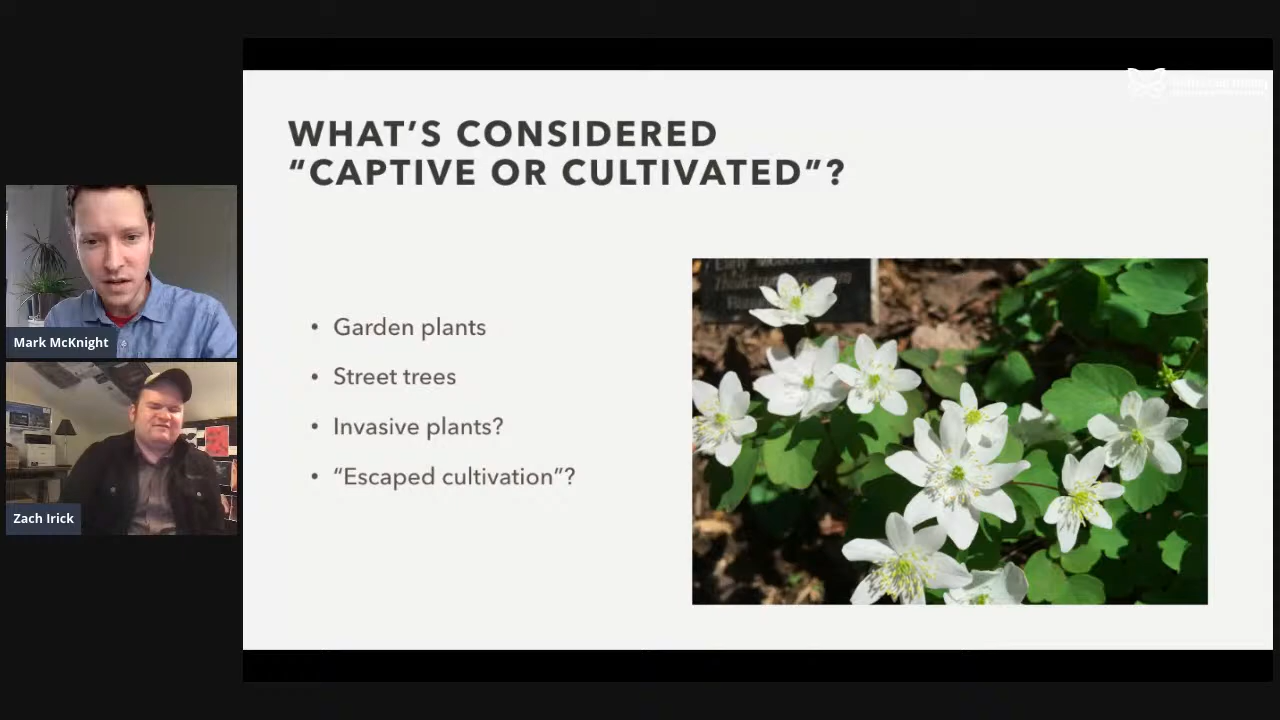 WHAT'S CONSIDERED
"CAPTIVE OR CULTIVATED"?
• Garden plants
• Street trees
• Invasive plants?
• "Escaped cultivation"?
Mark McKnight
Zach Irick